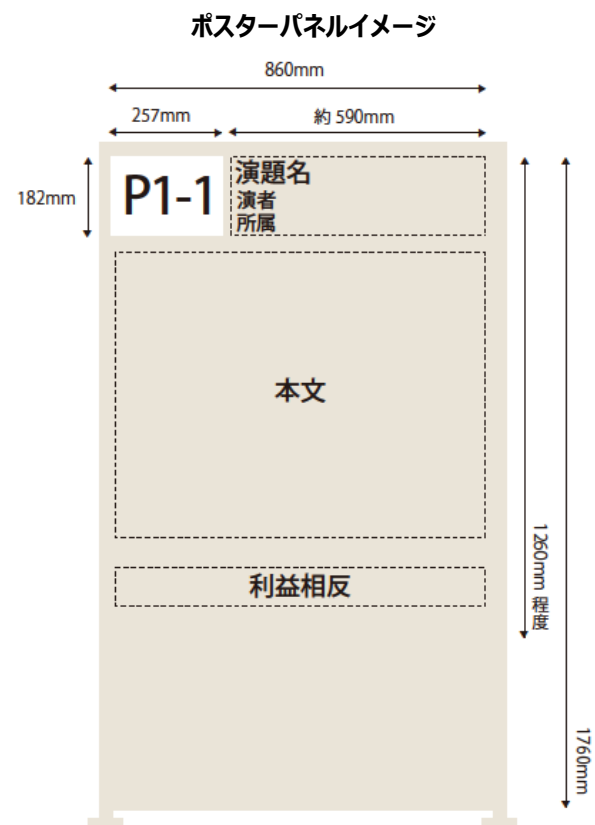 ポスターパネルイメージ
860mm
257mm
約 590mm
182mm
P1-1
演題名
演者
所属
本文
利益相反
1260mm 程度
1760mm